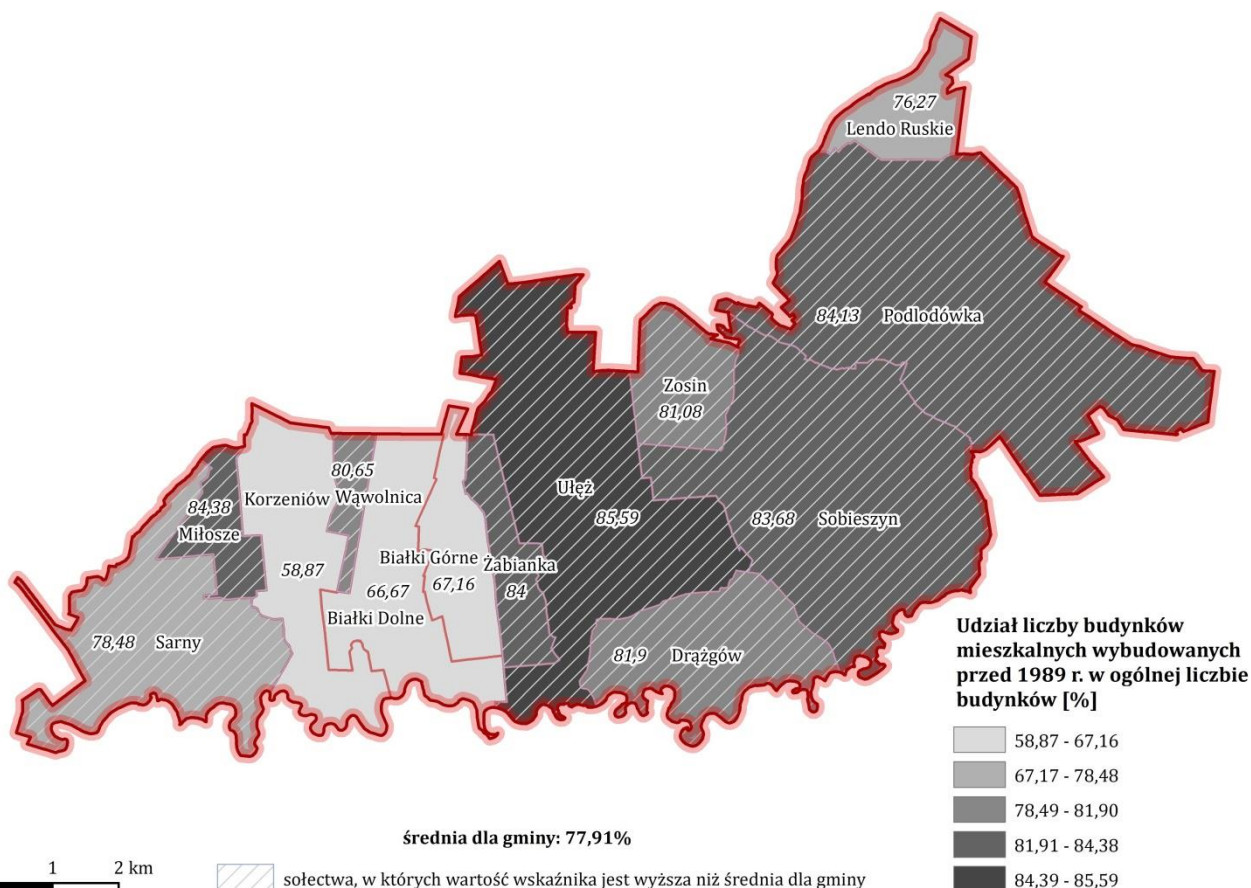 76,27
Lendo Ruskie
84,13 Podlodówka
Zosin
81,08
80,65
Korzeniów Wąwolnica
84,38
Miłosze
Ułęż
85,59
83,68 Sobieszyn
Białki Górne
67,16
Żabianka
84
58,87
66,67
Białki Dolne
78,48 Sarny
81,9 Drążgów
Udział liczby budynków
mieszkalnych wybudowanych
przed 1989 r. w ogólnej liczbie
budynków [%]
58,87 - 67,16
67,17 - 78,48
78,49 - 81,90
81,91 - 84,38
84,39 - 85,59
średnia dla gminy: 77,91%
1 2 km
sołectwa, w których wartość wskaźnika jest wyższa niż średnia dla gminy